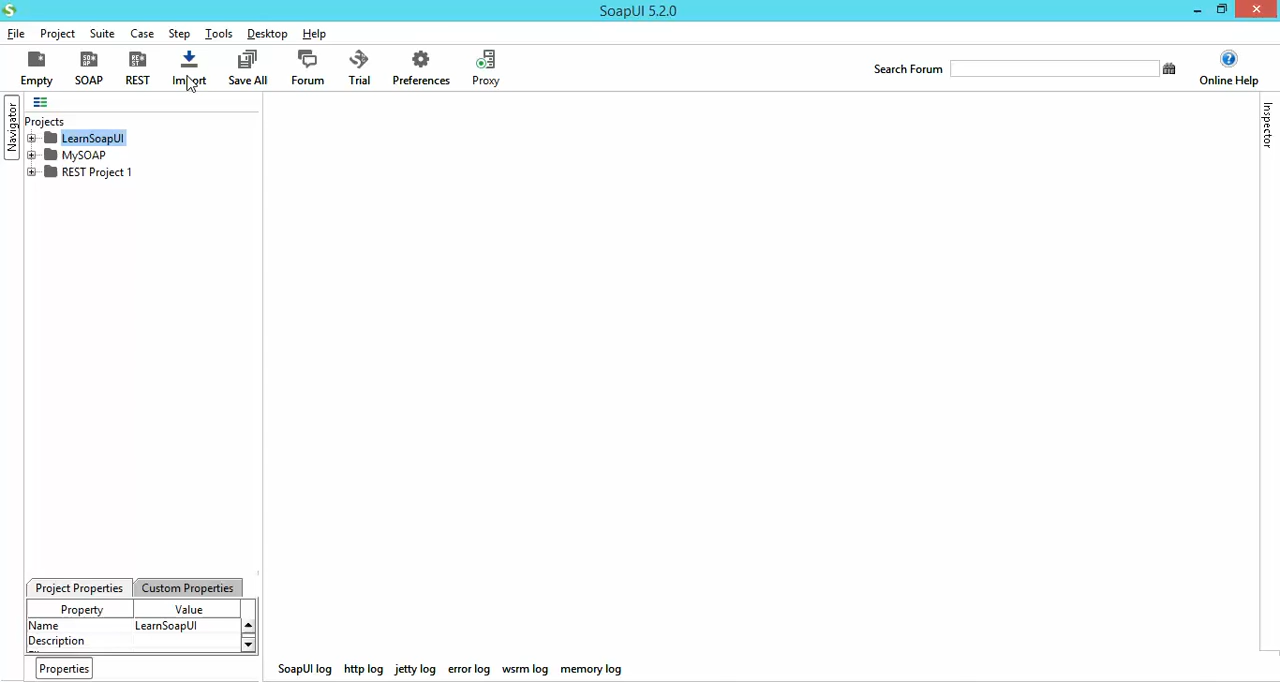 SoapUI 5.2.0
File Project Suite Case Step Tools Desktop Help
Empty SOAP REST Import Save All Forum Trial Preferences Proxy Search Forum Online Help
Navigator
Inspector
Projects
LearnSoapUI
MySOAP
REST Project 1
Project Properties Custom Properties
Property Value
Name LearnSoapUI
Description
Properties
SoapUI log http log jetty log error log wsrm log memory log